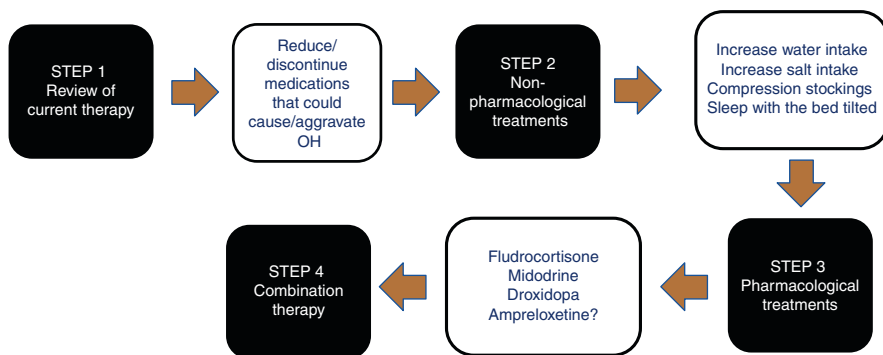 STEP 1
Review of
current therapy
Reduce/
discontinue
medications
that could
cause/aggravate
OH
STEP 2
Non-
pharmacological
treatments
Increase water intake
Increase salt intake
Compression stockings
Sleep with the bed tilted
STEP 3
Pharmacological
treatments
Fludrocortisone
Midodrine
Droxidopa
Ampreloxetine?
STEP 4
Combination
therapy